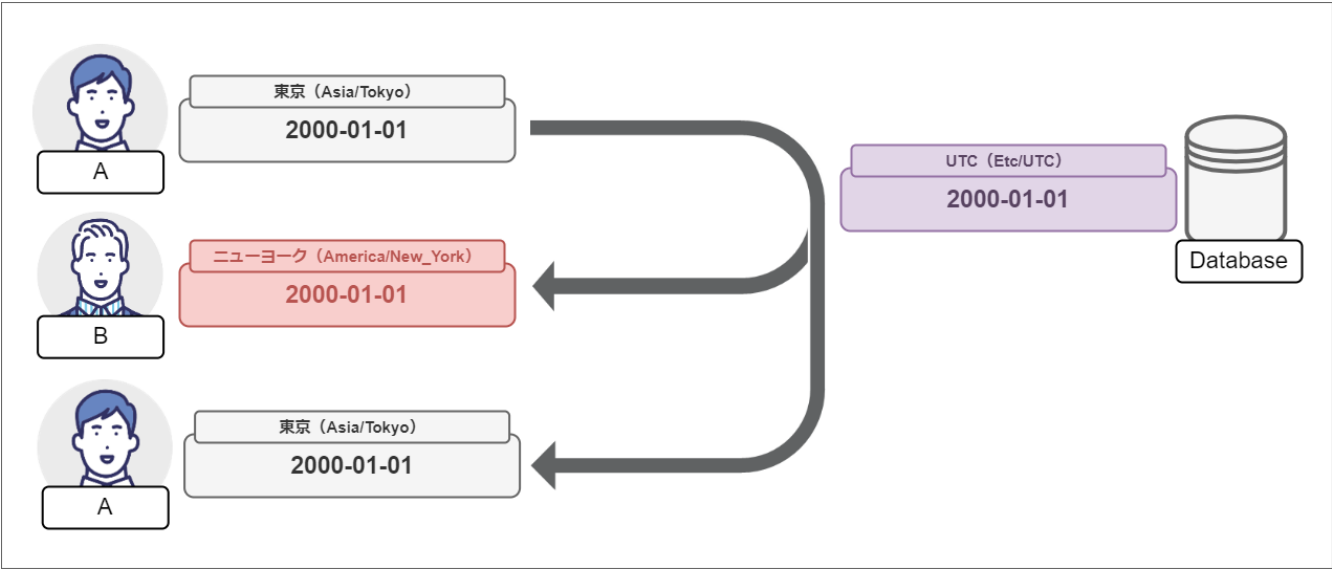 東京（Asia/Tokyo）
2000-01-01
A
UTC（Etc/UTC）
2000-01-01
Database
ニューヨーク（America/New_York）
2000-01-01
B
東京（Asia/Tokyo）
2000-01-01
A